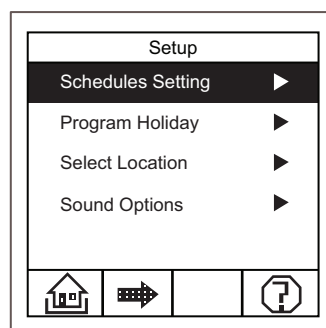 Setup
Schedules Setting
Program Holiday
Select Location
Sound Options
?